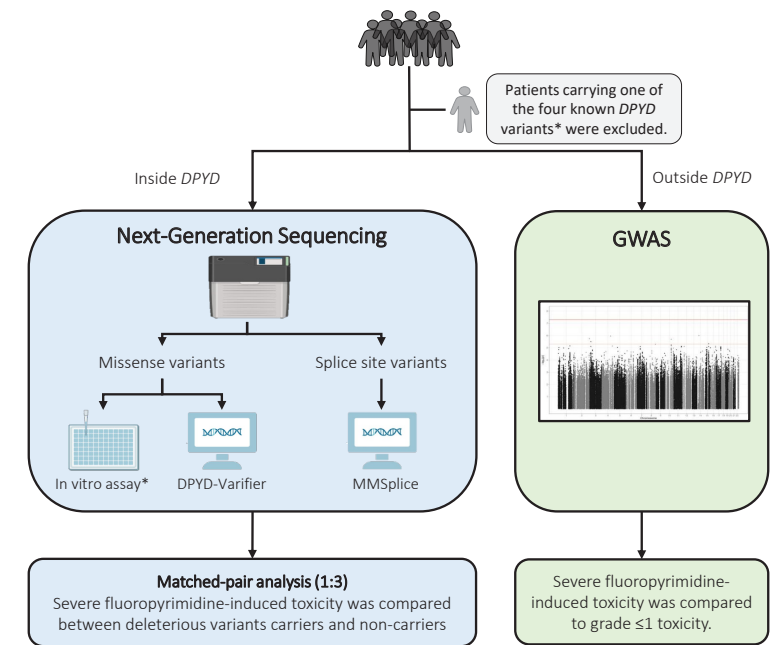 Patients carrying one of
the four known DPYD
variants* were excluded.
Inside DPYD
Outside DPYD
Next-Generation Sequencing
Missense variants
Splice site variants
In vitro assay*
DPYD-Varifier
MMSplice
GWAS
Matched-pair analysis (1:3)
Severe fluoropyrimidine-induced toxicity was compared
between deleterious variants carriers and non-carriers
Severe fluoropyrimidine-
induced toxicity was compared
to grade ≤1 toxicity.